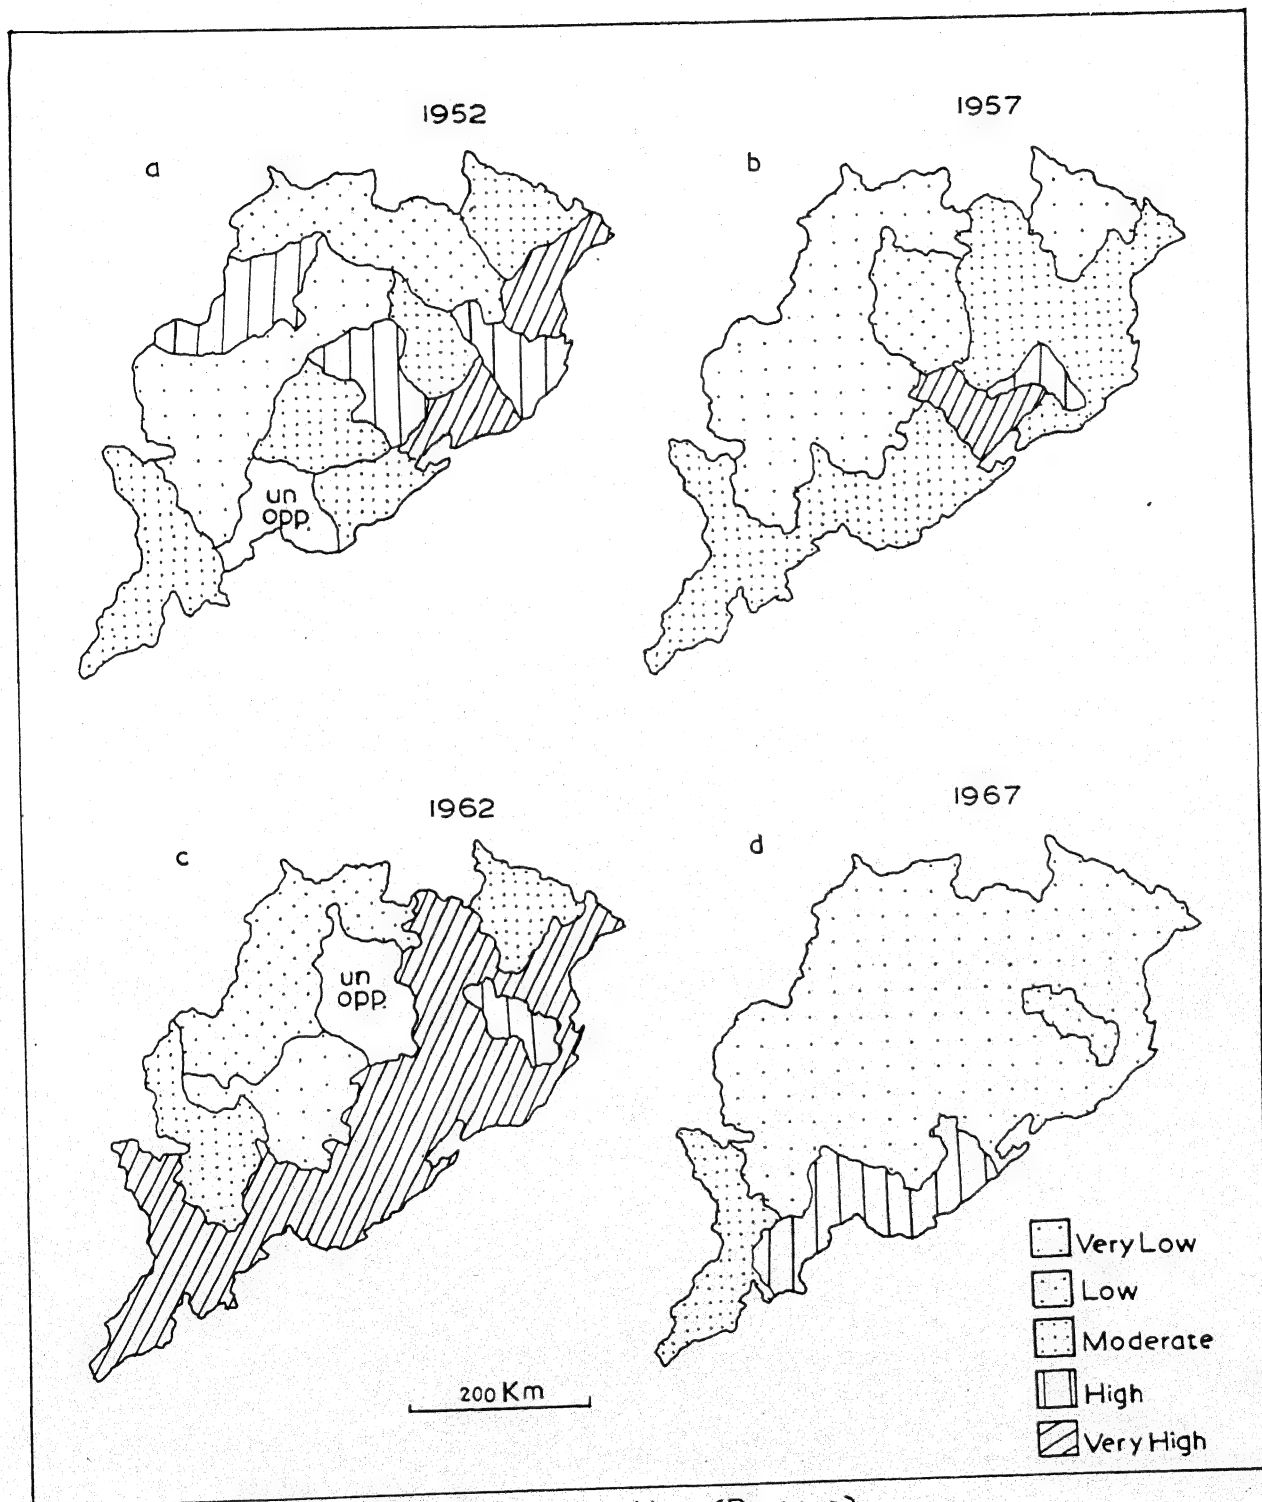 1952
a
un
opp.
1957
b
1962
c
un
opp.
200 Km
1967
d
Very Low
Low
Moderate
High
Very High